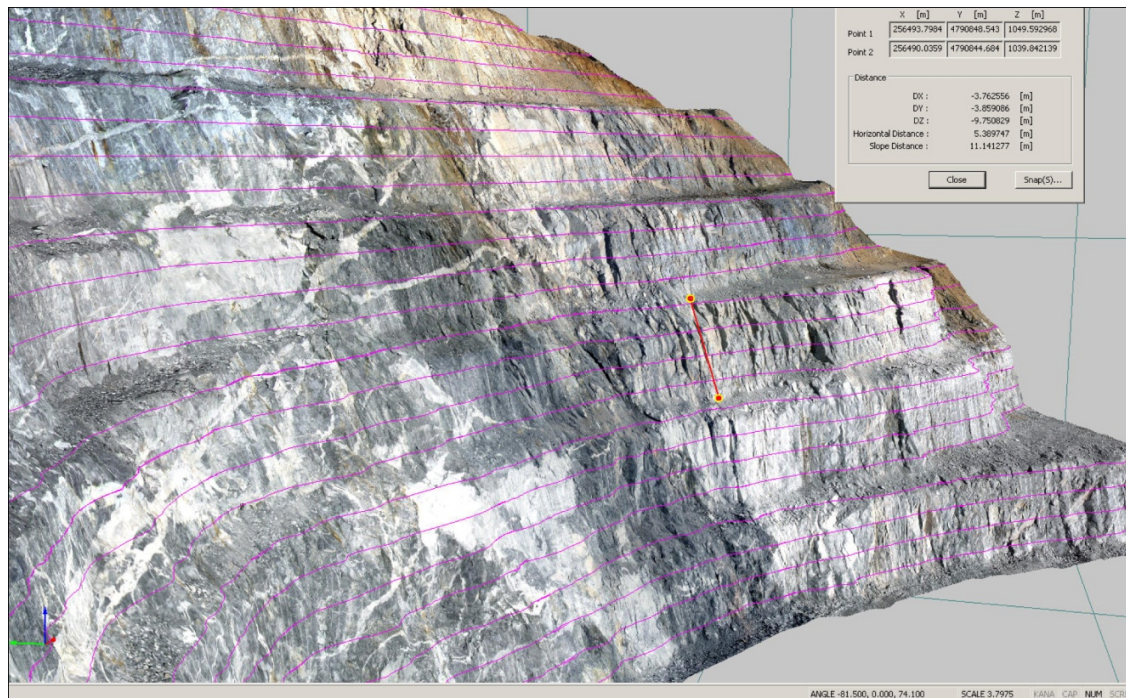 X [m] Y [m] Z [m]
Point 1 256493.7984 4790848.543 1049.592968
Point 2 256490.0359 4790844.684 1039.842139
Distance
DX : -3.762556 [m]
DY : -3.859086 [m]
DZ : -9.750829 [m]
Horizontal Distance : 5.389747 [m]
Slope Distance : 11.141277 [m]
Close Snap(S)...
ANGLE -81.500, 0.000, 74.100 SCALE 3.7975 KANA CAP NUM SCR